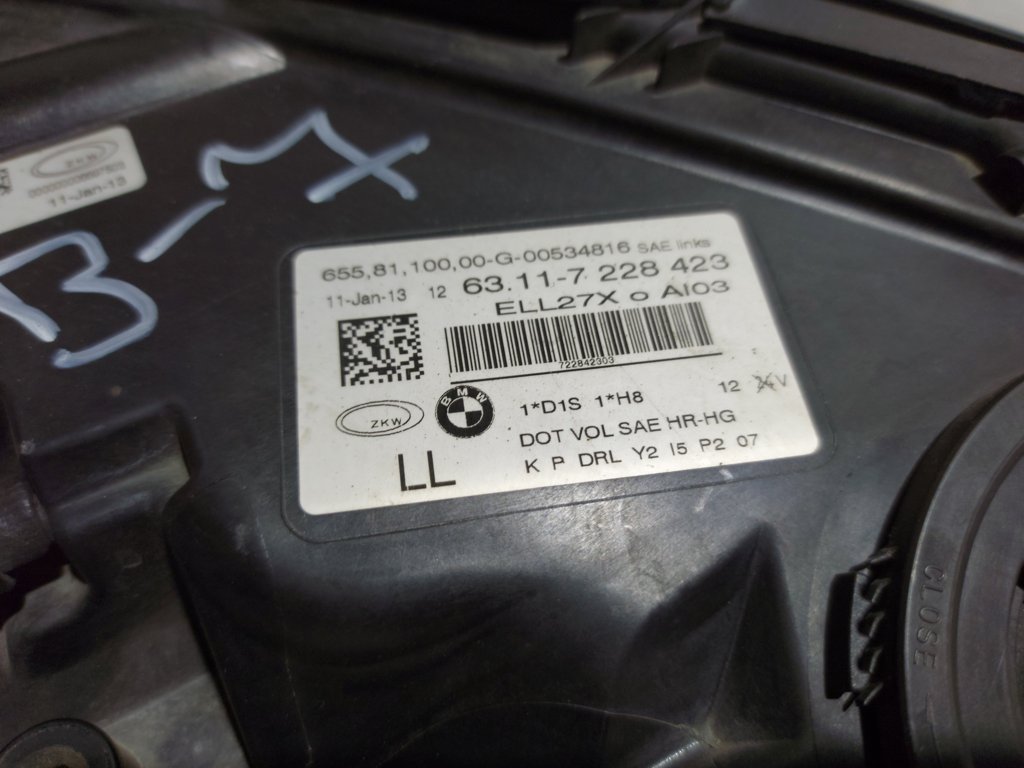 ZKW
11-Jan-13
B-MX
655,81,100,00-G-00534816 SAE links
11-Jan-13 12 63.11-7 228 423
ELL27X o AI03
722842303
ZKW
BMW
1*D1S 1*H8 12 V
DOT VOL SAE HR-HG
LL
K P DRL Y2 I5 P2 07
CLOSE